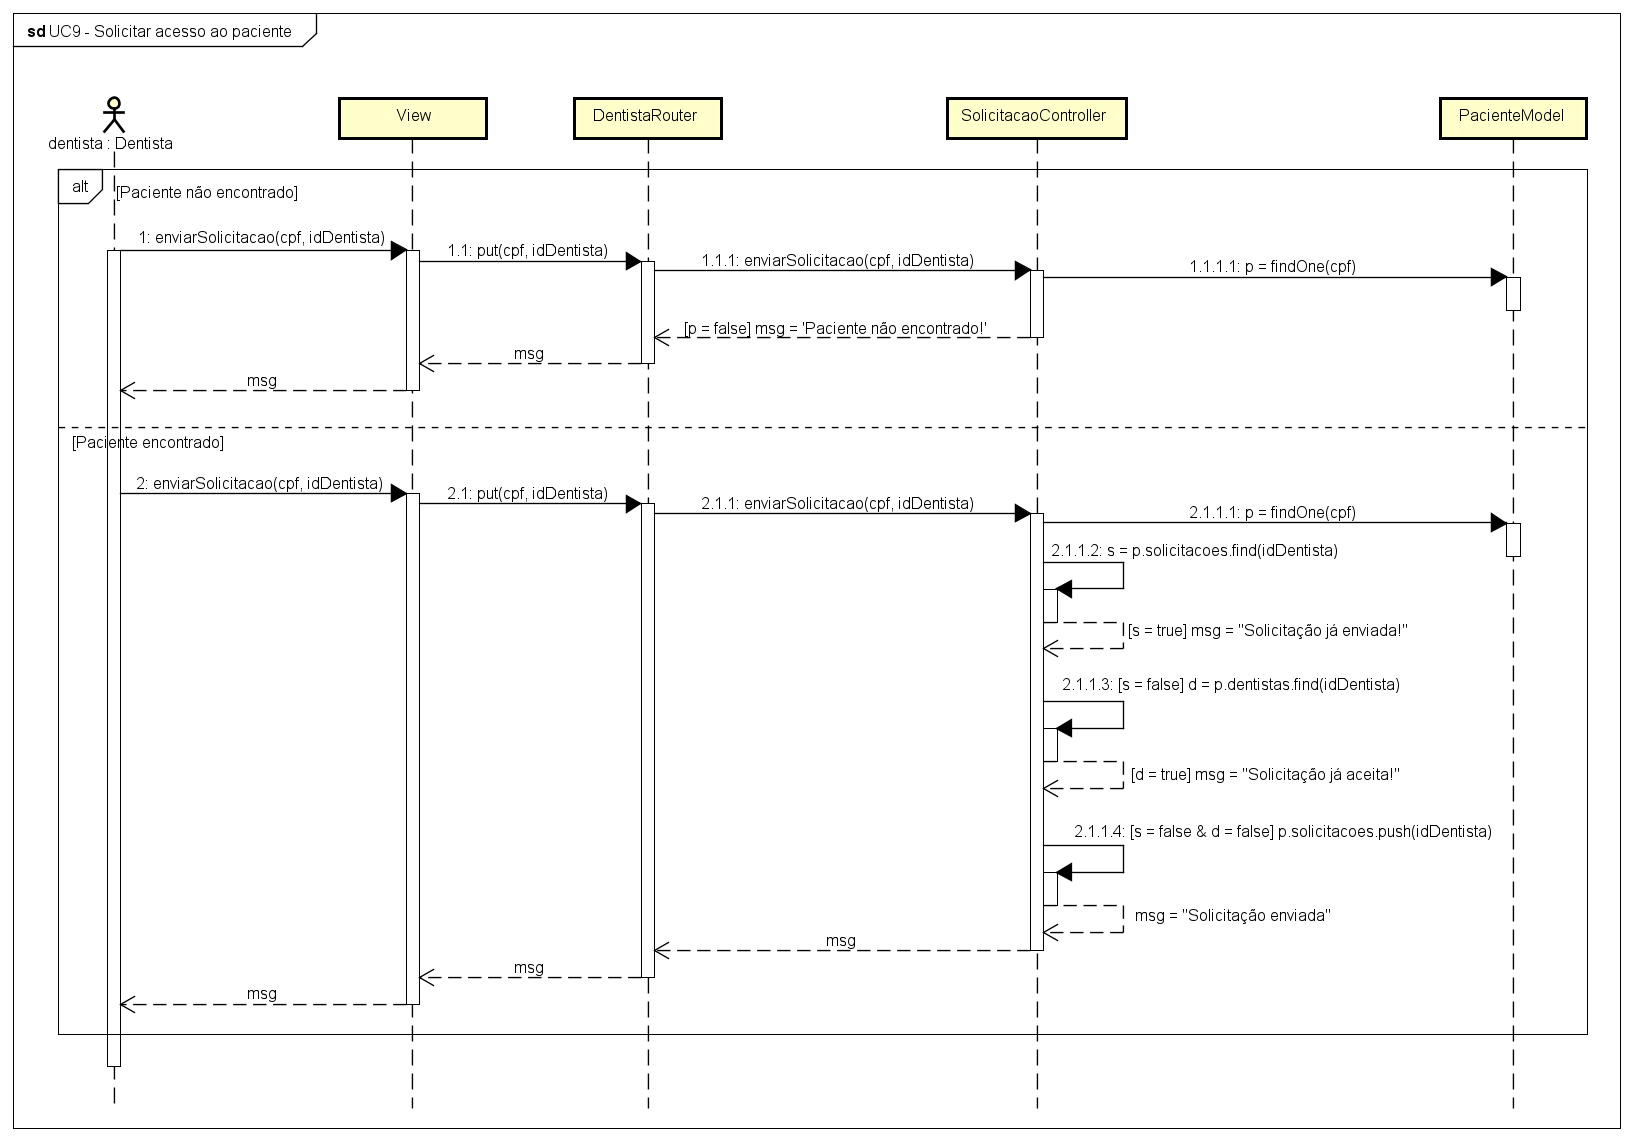 sd UC9 - Solicitar acesso ao paciente
dentista : Dentista
View
DentistaRouter
SolicitacaoController
PacienteModel
alt
[Paciente não encontrado]
1: enviarSolicitacao(cpf, idDentista)
1.1: put(cpf, idDentista)
1.1.1: enviarSolicitacao(cpf, idDentista)
1.1.1.1: p = findOne(cpf)
[p = false] msg = 'Paciente não encontrado!'
msg
msg
[Paciente encontrado]
2: enviarSolicitacao(cpf, idDentista)
2.1: put(cpf, idDentista)
2.1.1: enviarSolicitacao(cpf, idDentista)
2.1.1.1: p = findOne(cpf)
2.1.1.2: s = p.solicitacoes.find(idDentista)
[s = true] msg = "Solicitação já enviada!"
2.1.1.3: [s = false] d = p.dentistas.find(idDentista)
[d = true] msg = "Solicitação já aceita!"
2.1.1.4: [s = false & d = false] p.solicitacoes.push(idDentista)
msg = "Solicitação enviada"
msg
msg
msg